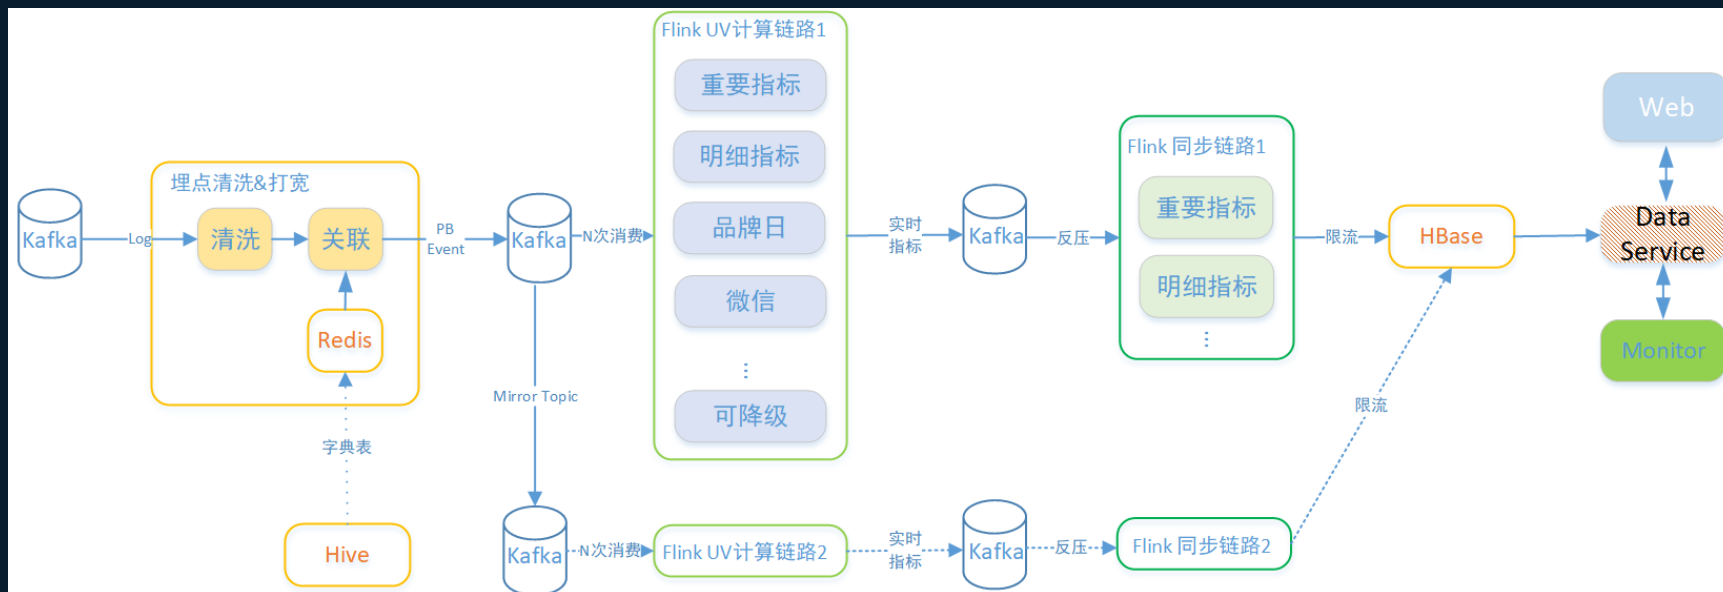 Flink UV计算链路1
重要指标
明细指标
品牌日
微信
⋮
可降级
Kafka
Log
埋点清洗&打宽
清洗
关联
Redis
字典表
Hive
PB
Event
Kafka
N次消费
Mirror Topic
实时
指标
Kafka
反压
Flink 同步链路1
重要指标
明细指标
⋮
限流
HBase
Web
Data
Service
Monitor
Kafka
N次消费
Flink UV计算链路2
实时
指标
Kafka
反压
Flink 同步链路2
限流